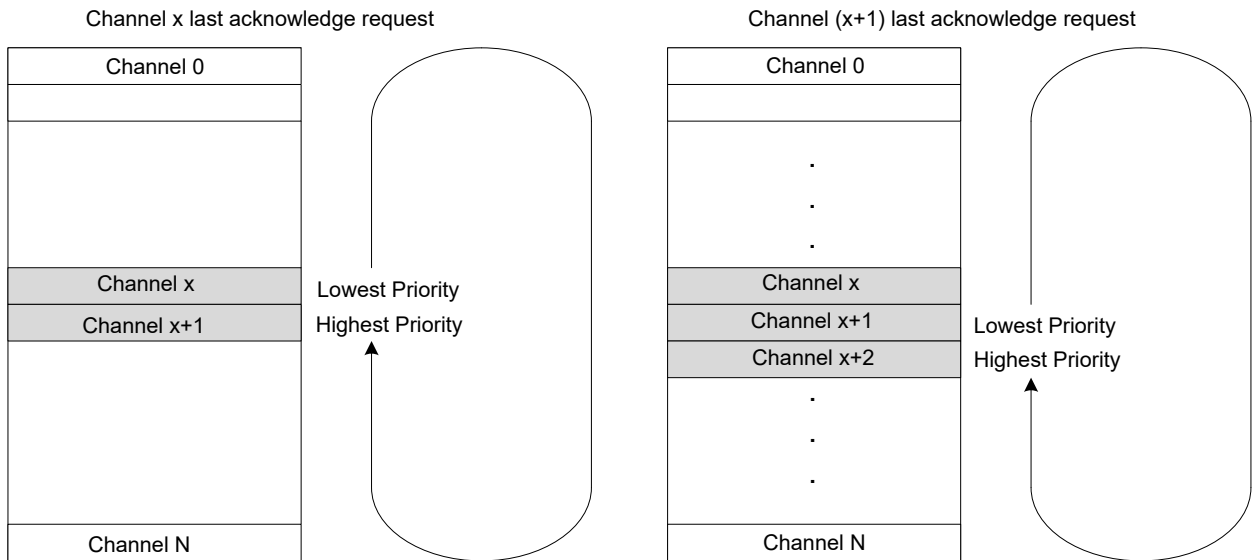 Channel x last acknowledge request
Channel 0
Channel x
Lowest Priority
Channel x+1
Highest Priority
Channel N
Channel (x+1) last acknowledge request
Channel 0
.
.
.
Channel x
Channel x+1
Lowest Priority
Channel x+2
Highest Priority
.
.
.
Channel N